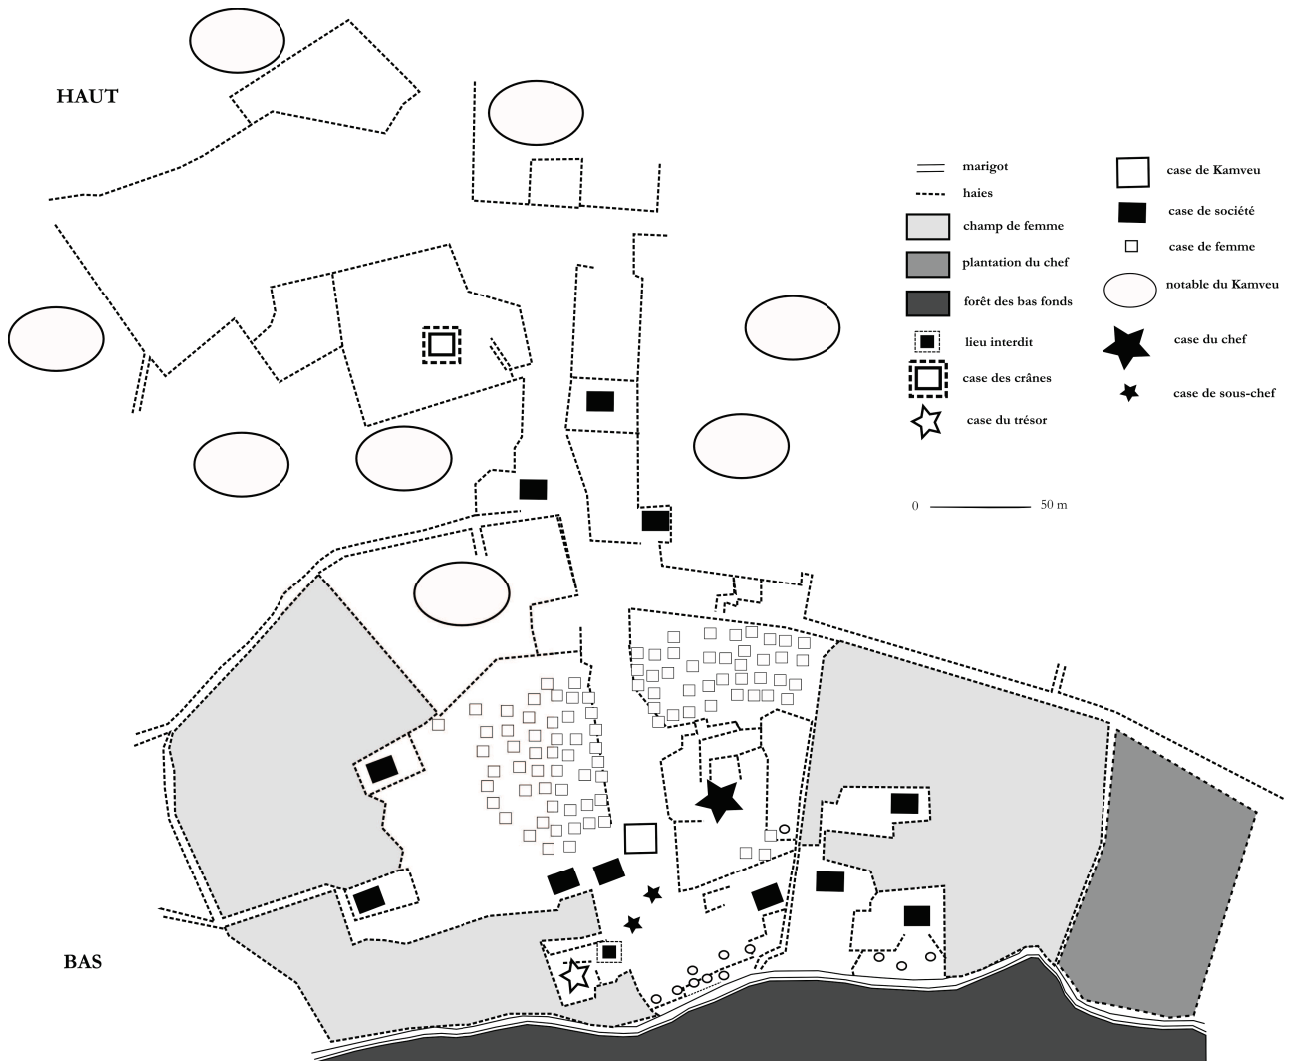 HAUT
marigot
haies
champ de femme
plantation du chef
forêt des bas fonds
lieu interdit
case des crânes
case du trésor
case de Kamveu
case de société
case de femme
notable du Kamveu
case du chef
case de sous-chef
0 50 m
BAS